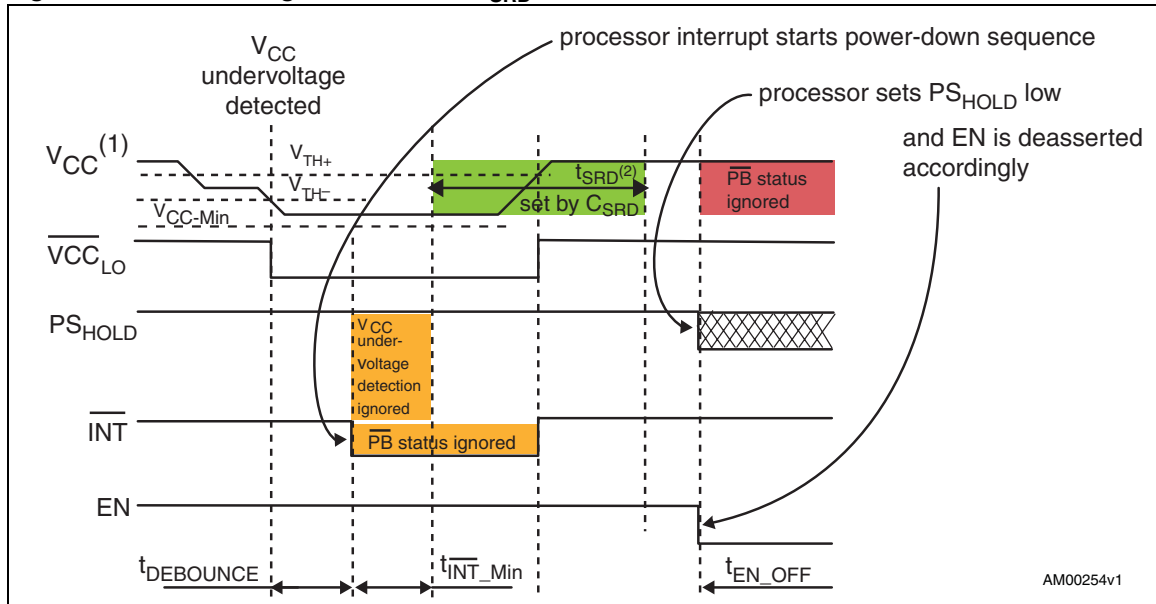 SRD
processor interrupt starts power-down sequence
VCC
undervoltage
detected
processor sets PSHOLD low
and EN is deasserted
accordingly
VCC(1)
VTH+
VTH–
VCC-Min
tSRD(2)
set by CSRD
PB status
ignored
VCCLO
PSHOLD
VCC
under-
voltage
detection
ignored
INT
PB status ignored
EN
tDEBOUNCE
tINT_Min
tEN_OFF
AM00254v1